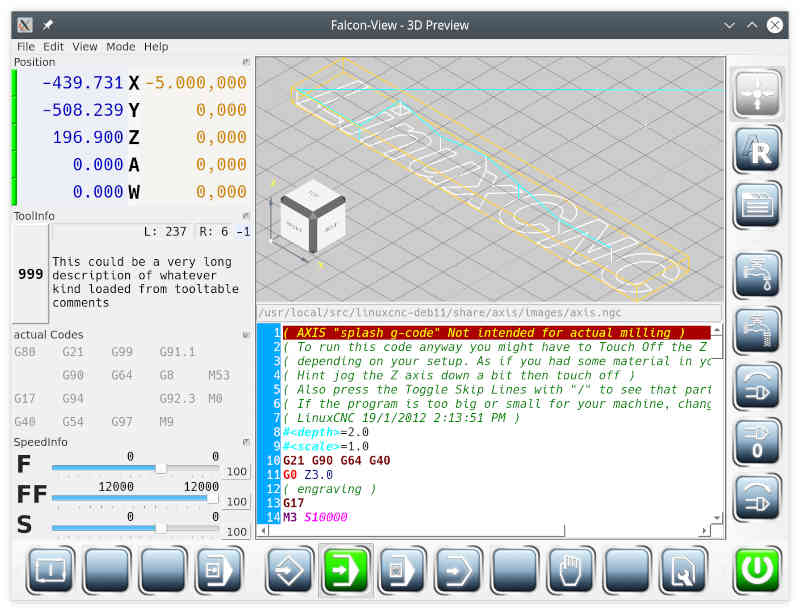 Falcon-View - 3D Preview
File Edit View Mode Help
Position
-439.731 X -5.000,000
-508.239 Y 0,000
196.900 Z 0,000
0.000 A 0,000
0.000 W 0,000
ToolInfo
L: 237 R: 6 -1
999
This could be a very long
description of whatever
kind loaded from tooltable
comments
actual Codes
G80 G21 G99 G91.1
G90 G64 G8 M53
G17 G94 G92.3 M0
G40 G54 G97 M9
SpeedInfo
F 0 0 100
FF 12000 12000 100
S 0 0 100
LinuxCNC
TOP
/usr/local/src/linuxcnc-deb11/share/axis/images/axis.ngc
1 ( AXIS "splash g-code" Not intended for actual milling )
2 ( To run this code anyway you might have to Touch Off the Z
3 ( depending on your setup. As if you had some material in yo
4 ( Hint jog the Z axis down a bit then touch off )
5 ( Also press the Toggle Skip Lines with "/" to see that part
6 ( If the program is too big or small for your machine, chang
7 ( LinuxCNC 19/1/2012 2:13:51 PM )
8 #<depth>=2.0
9 #<scale>=1.0
10 G21 G90 G64 G40
11 G0 Z3.0
12 ( engraving )
13 G17
14 M3 S10000
R
0